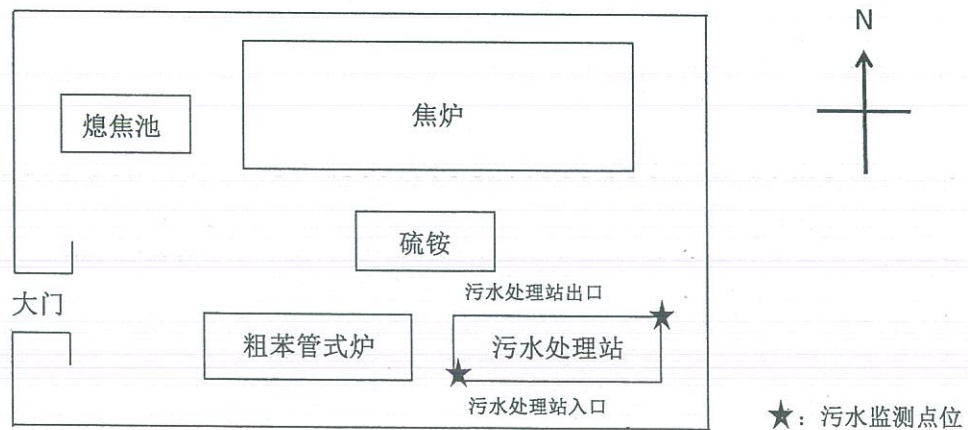 N
焦炉
熄焦池
硫铵
污水处理站出口
大门
粗苯管式炉
污水处理站
污水处理站入口
★：污水监测点位